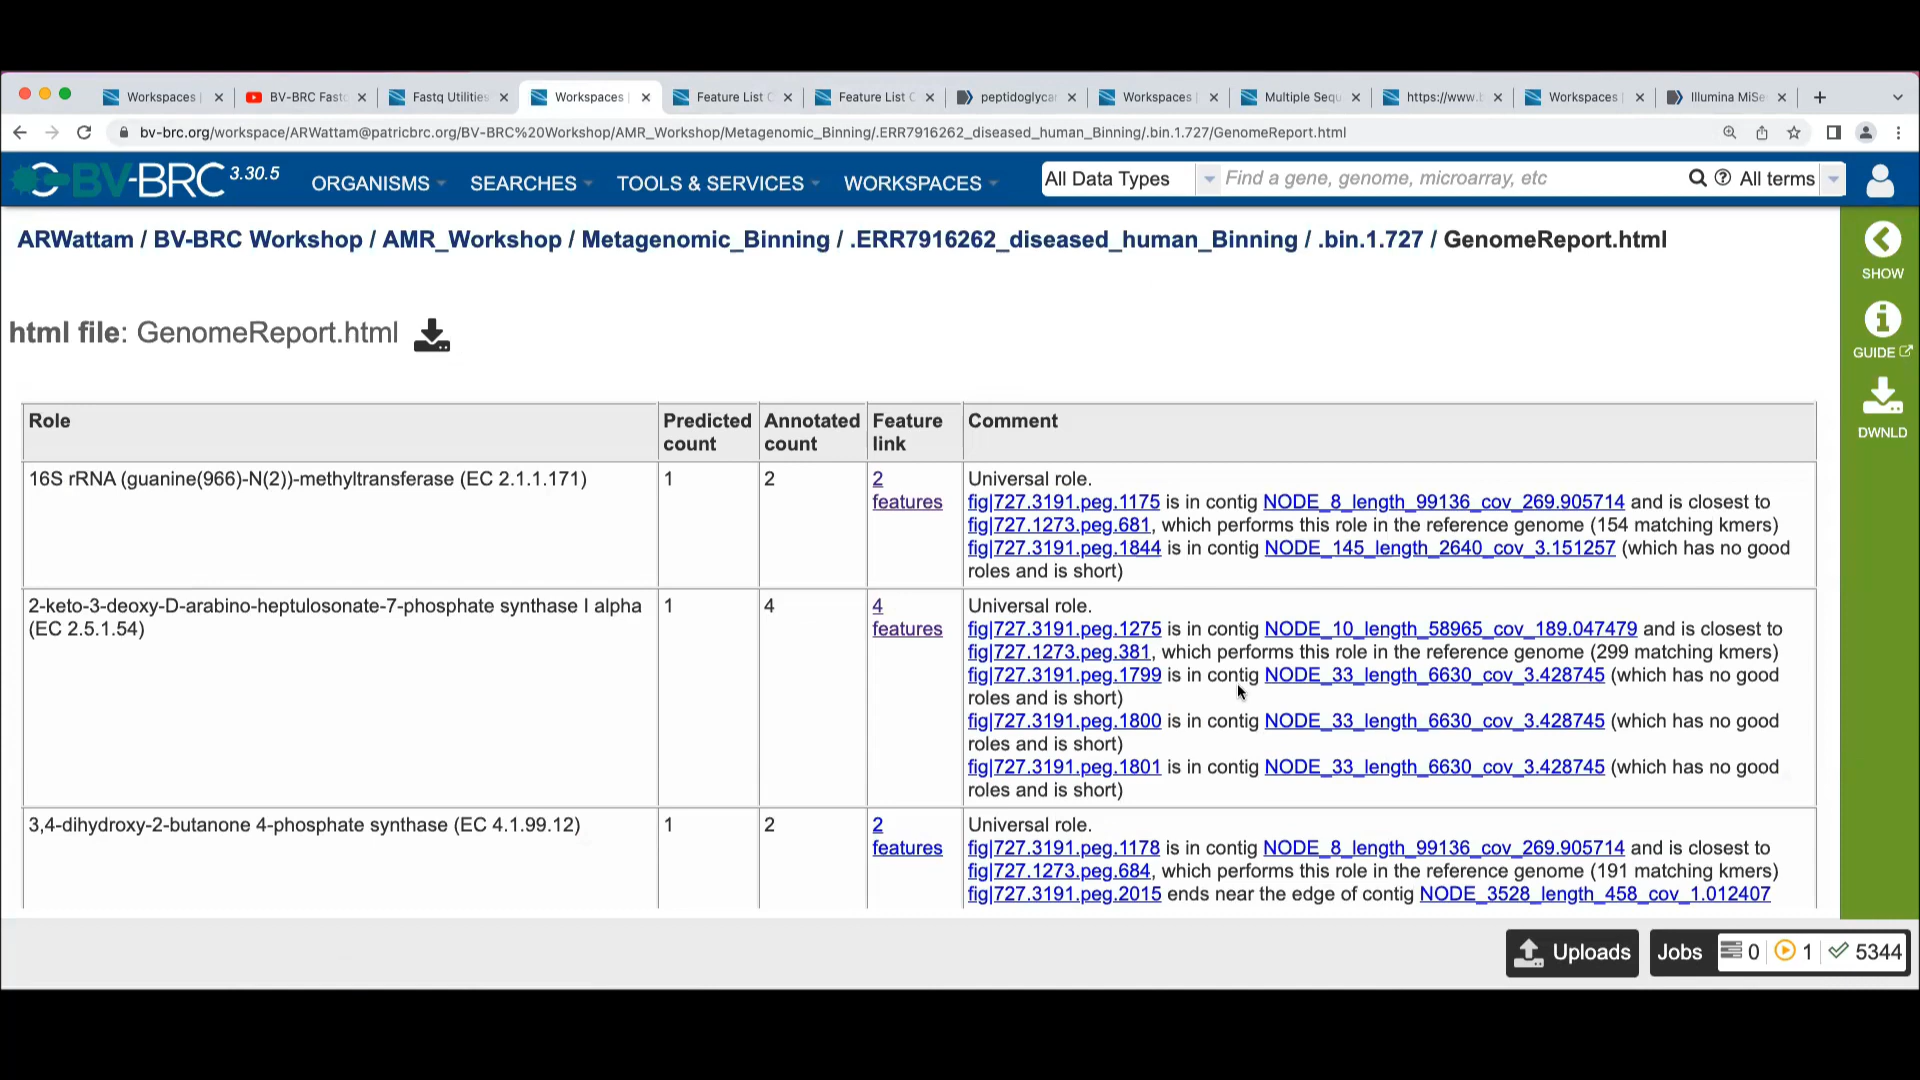 Workspaces
BV-BRC Fast
Fastq Utilities
Workspaces
Feature List C
Feature List C
peptidoglyca
Workspaces
Multiple Sequ
https://www.
Workspaces
Illumina MiSe
bv-brc.org/workspace/ARWattam@patricbrc.org/BV-BRC%20Workshop/AMR_Workshop/Metagenomic_Binning/.ERR7916262_diseased_human_Binning/.bin.1.727/GenomeReport.html
BV-BRC 3.30.5 ORGANISMS SEARCHES TOOLS & SERVICES WORKSPACES All Data Types Find a gene, genome, microarray, etc All terms
ARWattam / BV-BRC Workshop / AMR_Workshop / Metagenomic_Binning / .ERR7916262_diseased_human_Binning / .bin.1.727 / GenomeReport.html
SHOW
GUIDE
DWNLD
html file: GenomeReport.html
Role
Predicted
count
Annotated
count
Feature
link
Comment
16S rRNA (guanine(966)-N(2))-methyltransferase (EC 2.1.1.171)
1
2
2
features
Universal role.
fig|727.3191.peg.1175 is in contig NODE_8_length_99136_cov_269.905714 and is closest to
fig|727.1273.peg.681, which performs this role in the reference genome (154 matching kmers)
fig|727.3191.peg.1844 is in contig NODE_145_length_2640_cov_3.151257 (which has no good
roles and is short)
2-keto-3-deoxy-D-arabino-heptulosonate-7-phosphate synthase I alpha
(EC 2.5.1.54)
1
4
4
features
Universal role.
fig|727.3191.peg.1275 is in contig NODE_10_length_58965_cov_189.047479 and is closest to
fig|727.1273.peg.381, which performs this role in the reference genome (299 matching kmers)
fig|727.3191.peg.1799 is in contig NODE_33_length_6630_cov_3.428745 (which has no good
roles and is short)
fig|727.3191.peg.1800 is in contig NODE_33_length_6630_cov_3.428745 (which has no good
roles and is short)
fig|727.3191.peg.1801 is in contig NODE_33_length_6630_cov_3.428745 (which has no good
roles and is short)
3,4-dihydroxy-2-butanone 4-phosphate synthase (EC 4.1.99.12)
1
2
2
features
Universal role.
fig|727.3191.peg.1178 is in contig NODE_8_length_99136_cov_269.905714 and is closest to
fig|727.1273.peg.684, which performs this role in the reference genome (191 matching kmers)
fig|727.3191.peg.2015 ends near the edge of contig NODE_3528_length_458_cov_1.012407
Uploads
Jobs 0 1 5344